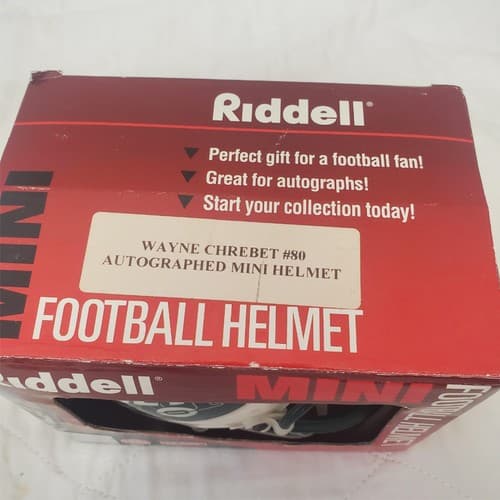 Riddell®
Perfect gift for a football fan!
Great for autographs!
Start your collection today!
MINI
WAYNE CHREBET #80
AUTOGRAPHED MINI HELMET
FOOTBALL HELMET
Riddell®
MINI
FOOTBALL HELMET